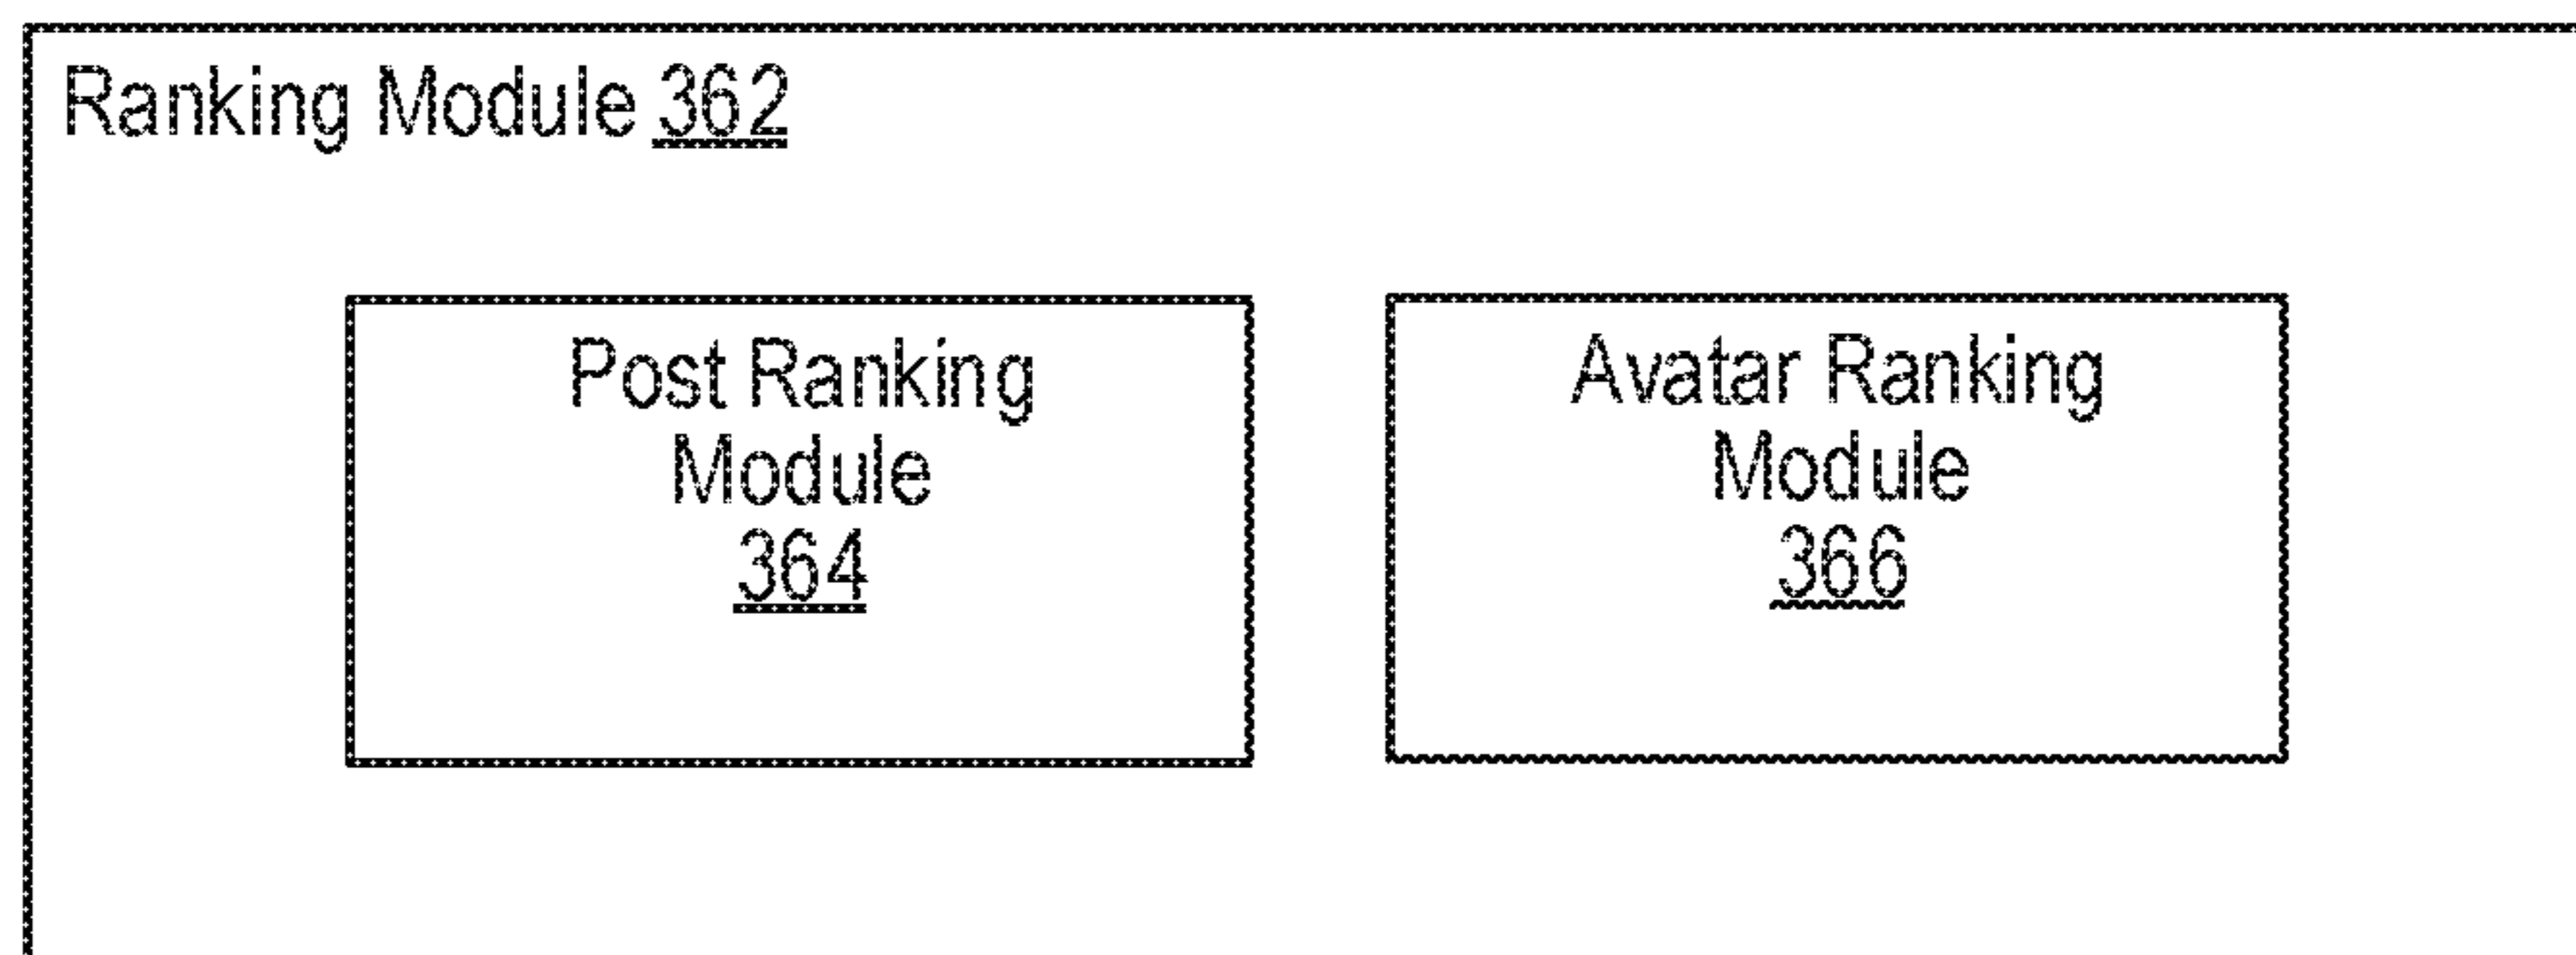 Ranking Module 362
Post Ranking
Module
364
Avatar Ranking
Module
366